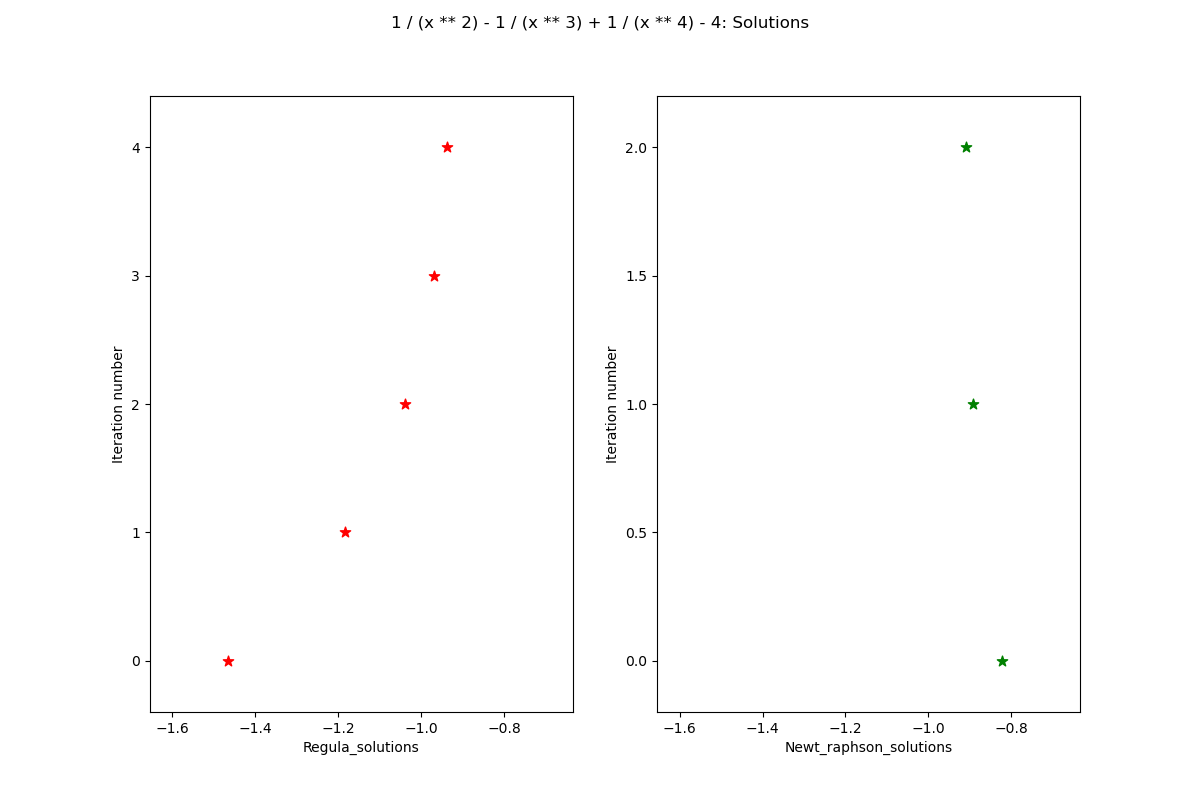 1 / (x ** 2) - 1 / (x ** 3) + 1 / (x ** 4) - 4: Solutions
Iteration number
4
3
2
1
0
−1.6 −1.4 −1.2 −1.0 −0.8
Regula_solutions
Iteration number
2.0
1.5
1.0
0.5
0.0
−1.6 −1.4 −1.2 −1.0 −0.8
Newt_raphson_solutions